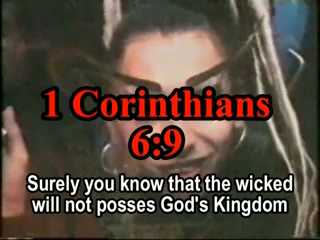 1 Corinthians
6:9
Surely you know that the wicked
will not posses God's Kingdom